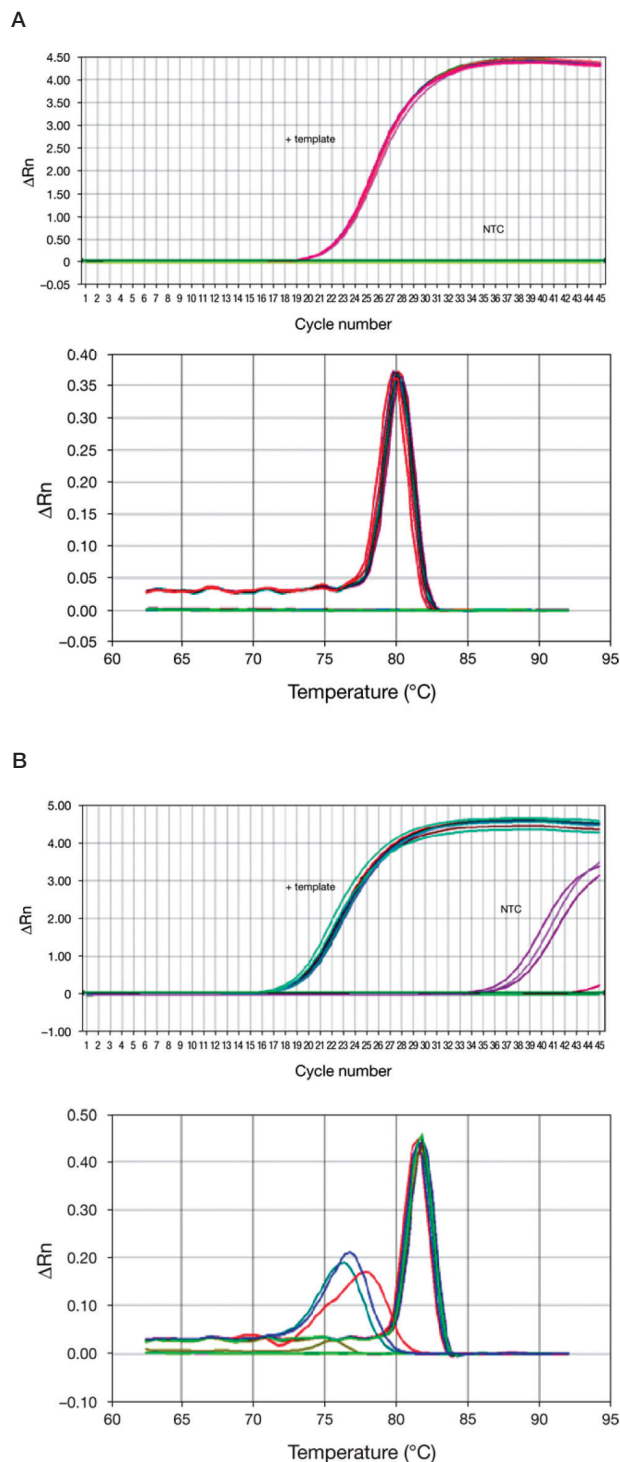 A
4.50
4.00
3.50
3.00
2.50
2.00
1.50
1.00
0.50
0
−0.05
ΔRn
+ template
NTC
1 2 3 4 5 6 7 8 9 10 11 12 13 14 15 16 17 18 19 20 21 22 23 24 25 26 27 28 29 30 31 32 33 34 35 36 37 38 39 40 41 42 43 44 45
Cycle number
0.40
0.35
0.30
0.25
0.20
0.15
0.10
0.05
0.00
−0.05
ΔRn
60 65 70 75 80 85 90 95
Temperature (°C)
B
5.00
4.00
3.00
2.00
1.00
0
−1.00
ΔRn
+ template
NTC
1 2 3 4 5 6 7 8 9 10 11 12 13 14 15 16 17 18 19 20 21 22 23 24 25 26 27 28 29 30 31 32 33 34 35 36 37 38 39 40 41 42 43 44 45
Cycle number
0.50
0.40
0.30
0.20
0.10
0.00
−0.10
ΔRn
60 65 70 75 80 85 90 95
Temperature (°C)